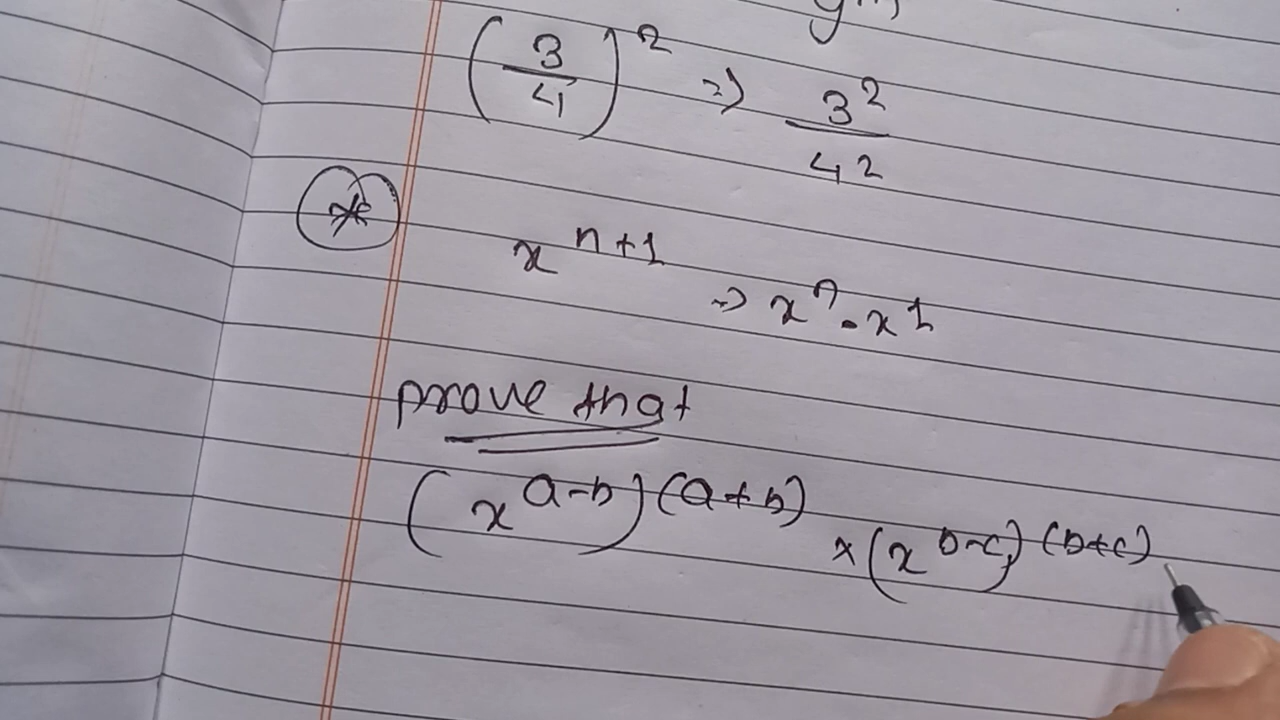 (3/4)^2 => 3^2/4^2
x^{n+1}
=> x^n . x^1
prove that
(x^{a-b})^{(a+b)} × (x^{b-c})^{(b+c)}